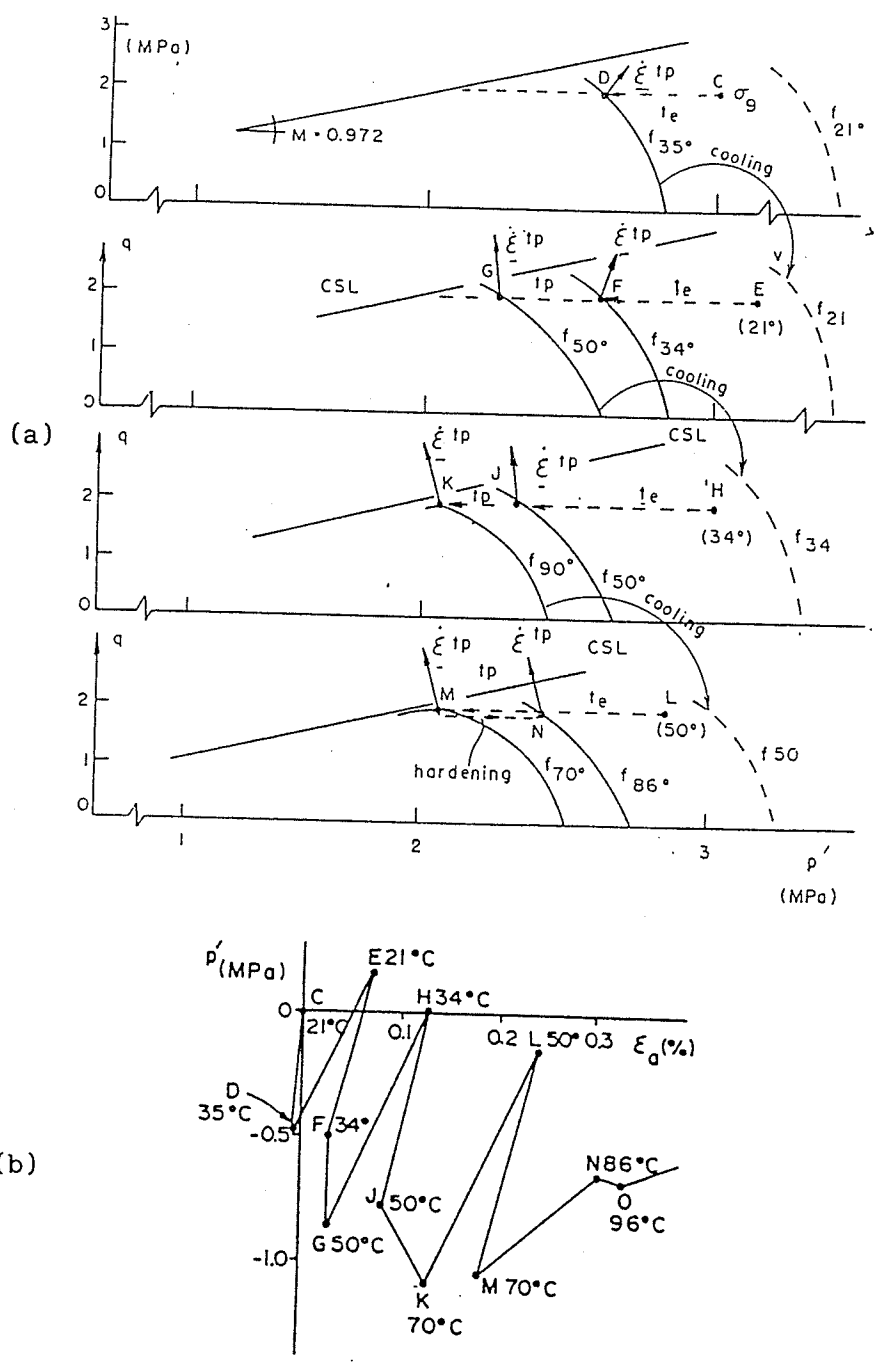 3
(MPa)
2
1
0
M · 0.972
D
ε̇ tp
C
σ9
te
f35°
cooling
f21°
q
2
1
0
CSL
G
ε̇ tp
tp
F
ε̇ tp
te
E
(21°)
v
f50°
f34°
cooling
f21
(a)
q
2
1
0
K
ε̇ tp
tp
J
ε̇ tp
CSL
te
H
(34°)
f90°
f50°
cooling
f34
q
2
1
0
ε̇ tp
tp
M
ε̇ tp
CSL
N
te
L
(50°)
hardening
f70°
f86°
f50
1
2
3
p'
(MPa)
p'(MPa)
E21°C
0
C
21°C
0.1
H34°C
0.2
L 50°
0.3
εa(%)
D
35°C
F 34°
-0.5
J 50°C
G50°C
N86°C
O
96°C
(b)
-1.0
K
70°C
M 70°C